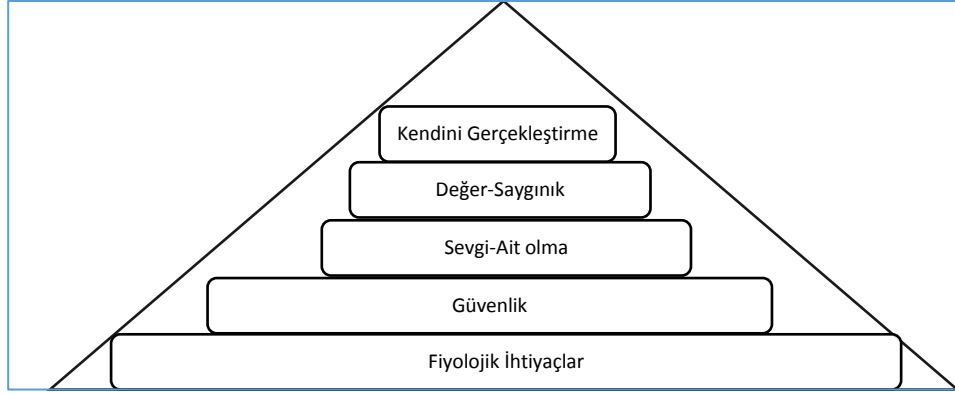 Kendini Gerçekleştirme
Değer-Saygınık
Sevgi-Ait olma
Güvenlik
Fiyolojik İhtiyaçlar